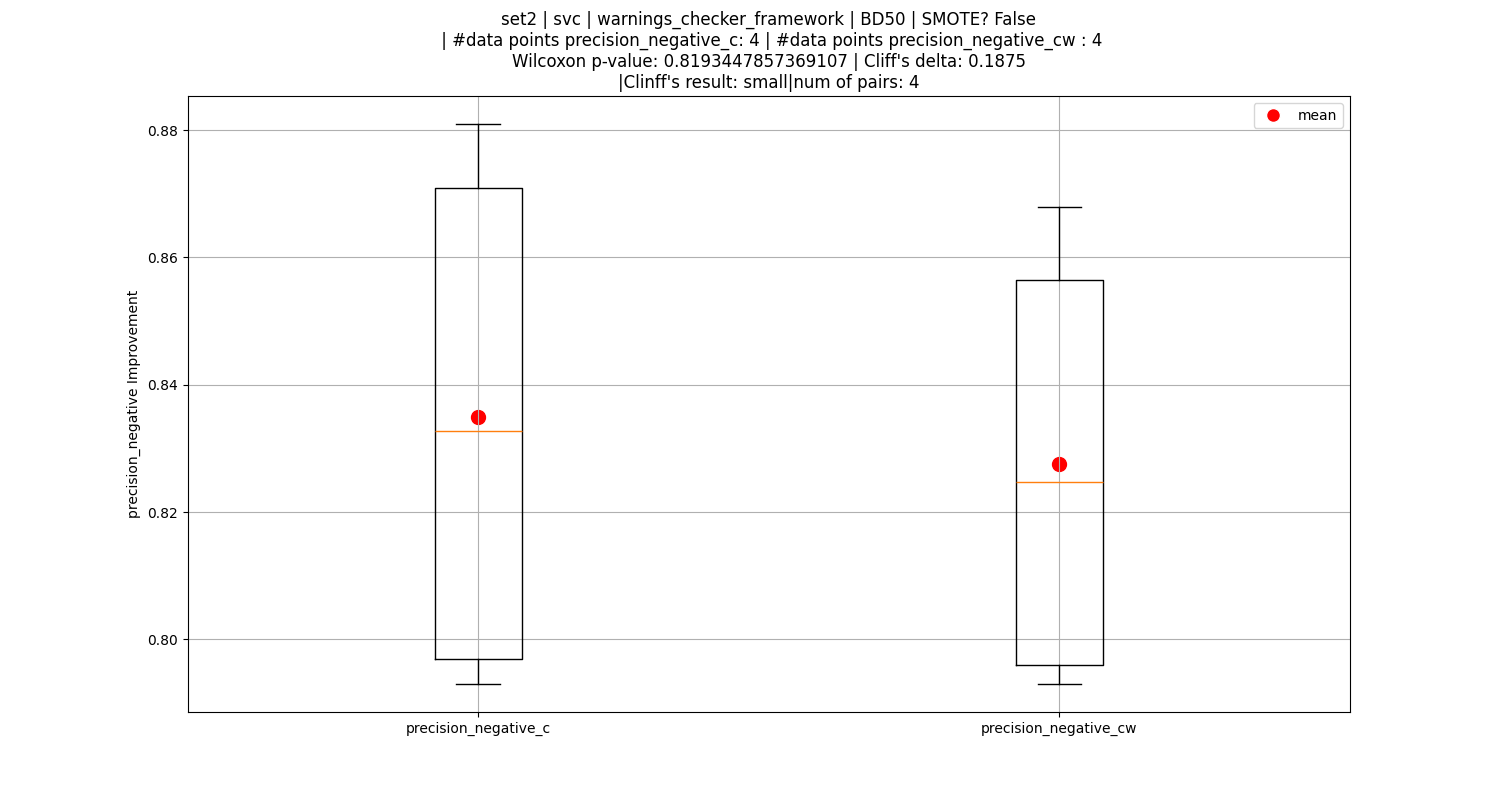 set2 | svc | warnings_checker_framework | BD50 | SMOTE? False
| #data points precision_negative_c: 4 | #data points precision_negative_cw : 4
Wilcoxon p-value: 0.8193447857369107 | Cliff's delta: 0.1875
|Clinff's result: small|num of pairs: 4
mean
0.88
0.86
0.84
0.82
0.80
precision_negative Improvement
precision_negative_c
precision_negative_cw